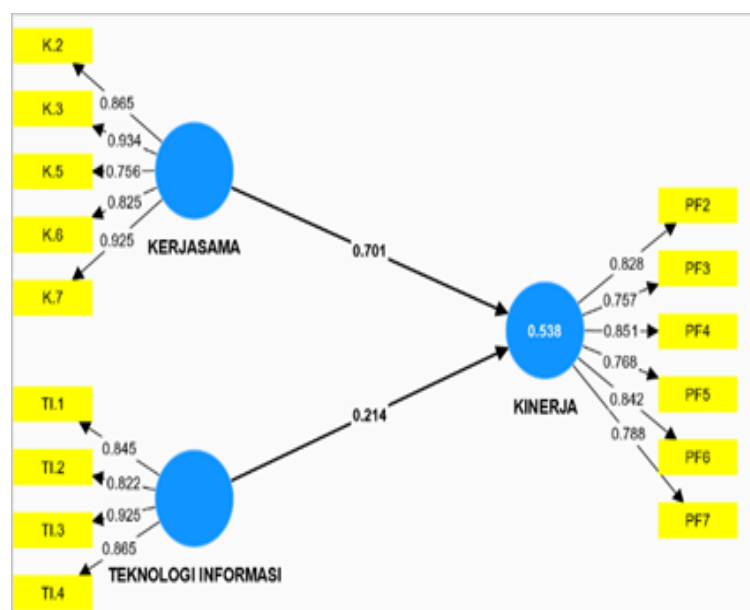 K.2
K.3
K.5
K.6
K.7
0.865
0.934
0.756
0.825
0.925
KERJASAMA
0.701
TI.1
TI.2
TI.3
TI.4
0.845
0.822
0.925
0.865
TEKNOLOGI INFORMASI
0.214
0.538
KINERJA
0.828
0.757
0.851
0.768
0.842
0.788
PF2
PF3
PF4
PF5
PF6
PF7